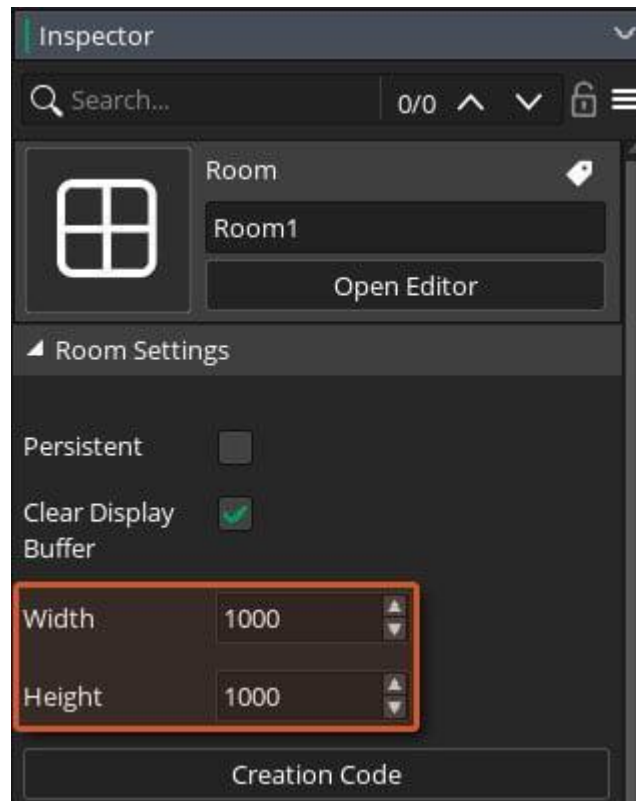 Inspector
Search... 0/0
Room
Room1
Open Editor
Room Settings
Persistent
Clear Display
Buffer
Width 1000
Height 1000
Creation Code